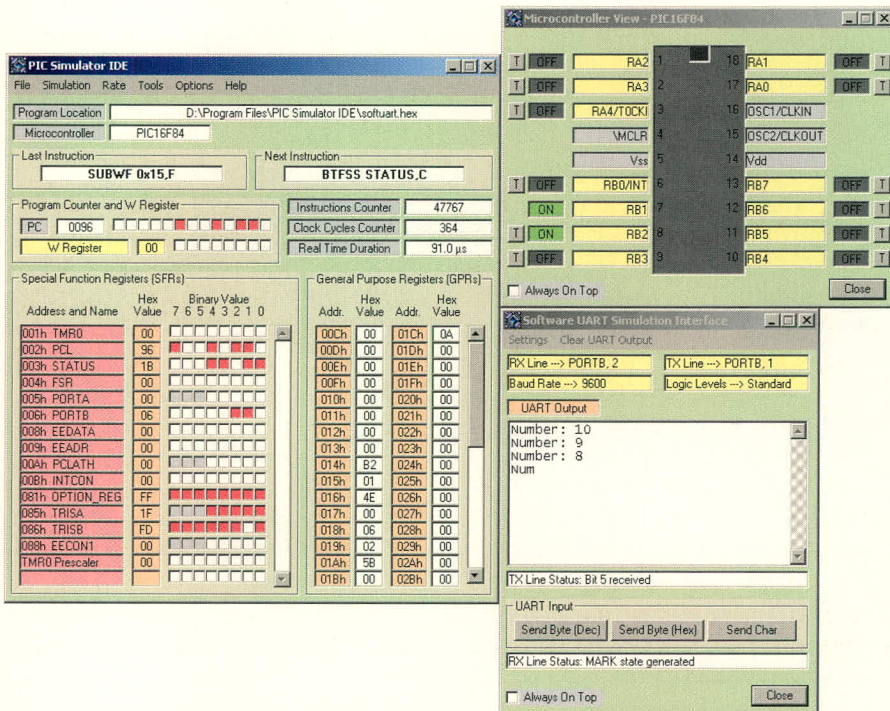 PIC Simulator IDE
File Simulation Rate Tools Options Help
Program Location D:\Program Files\PIC Simulator IDE\softuart.hex
Microcontroller PIC16F84
Last Instruction
SUBWF 0x15,F
Next Instruction
BTFSS STATUS,C
Program Counter and W Register
PC 0096
W Register 00
Instructions Counter 47767
Clock Cycles Counter 364
Real Time Duration 91.0 µs
Special Function Registers (SFRs)
Address and Name Hex Value Binary Value 7 6 5 4 3 2 1 0
001h TMR0 00
002h PCL 96
003h STATUS 1B
004h FSR 00
005h PORTA 00
006h PORTB 06
008h EEDATA 00
009h EEADR 00
00Ah PCLATH 00
00Bh INTCON 00
081h OPTION_REG FF
085h TRISA 1F
086h TRISB FD
088h EECON1 00
TMR0 Prescaler 00
General Purpose Registers (GPRs)
Addr. Hex Value Addr. Hex Value
00Ch 00 01Ch 0A
00Dh 00 01Dh 00
00Eh 00 01Eh 00
00Fh 00 01Fh 00
010h 00 020h 00
011h 00 021h 00
012h 00 022h 00
013h 00 023h 00
014h B2 024h 00
015h 01 025h 00
016h 4E 026h 00
017h 00 027h 00
018h 06 028h 00
019h 02 029h 00
01Ah 5B 02Ah 00
01Bh 00 02Bh 00
Microcontroller View - PIC16F84
T OFF RA2 1 18 RA1 OFF T
T OFF RA3 2 17 RA0 OFF T
T OFF RA4/T0CKI 3 16 OSC1/CLKIN
\MCLR 4 15 OSC2/CLKOUT
Vss 5 14 Vdd
T OFF RB0/INT 6 13 RB7 OFF T
ON RB1 7 12 RB6 OFF T
T ON RB2 8 11 RB5 OFF T
T OFF RB3 9 10 RB4 OFF T
Always On Top Close
Software UART Simulation Interface
Settings Clear UART Output
RX Line ---> PORTB, 2 TX Line ---> PORTB, 1
Baud Rate ---> 9600 Logic Levels ---> Standard
UART Output
Number: 10
Number: 9
Number: 8
Num
TX Line Status: Bit 5 received
UART Input
Send Byte (Dec) Send Byte (Hex) Send Char
RX Line Status: MARK state generated
Always On Top Close